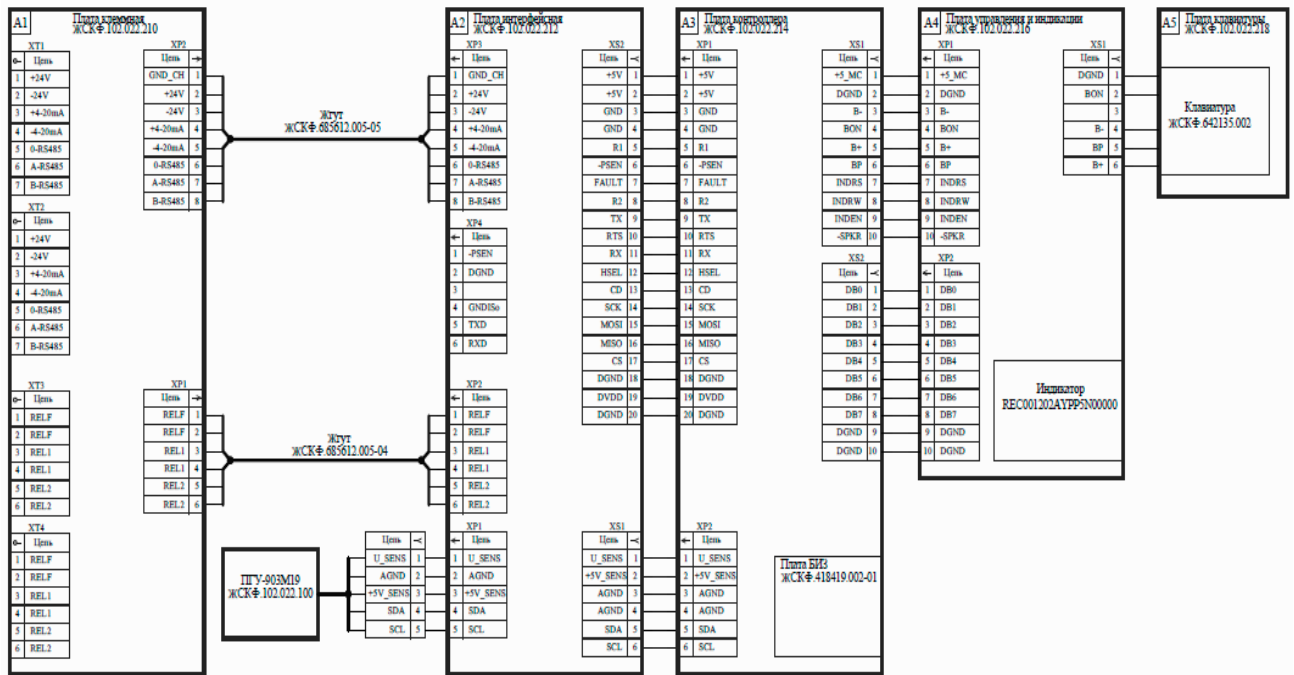 A1 Плата клеммная
ЖСКФ.102.022.210
XT1
Цепь
1 +24V
2 -24V
3 +4-20mA
4 -4-20mA
5 0-RS485
6 A-RS485
7 B-RS485
XT2
Цепь
1 +24V
2 -24V
3 +4-20mA
4 -4-20mA
5 0-RS485
6 A-RS485
7 B-RS485
XT3
Цепь
1 RELF
2 RELF
3 REL1
4 REL1
5 REL2
6 REL2
XT4
Цепь
1 RELF
2 RELF
3 REL1
4 REL1
5 REL2
6 REL2
XP2
Цепь
GND_CH 1
+24V 2
-24V 3
+4-20mA 4
-4-20mA 5
0-RS485 6
A-RS485 7
B-RS485 8
XP1
Цепь
RELF 1
RELF 2
REL1 3
REL1 4
REL2 5
REL2 6
Жгут
ЖСКФ.685612.005-05
Жгут
ЖСКФ.685612.005-04
ПГУ-903М19
ЖСКФ.102.022.100
Цепь
U_SENS 1
AGND 2
+5V_SENS 3
SDA 4
SCL 5
A2 Плата интерфейсная
ЖСКФ.102.022.212
XP3
Цепь
1 GND_CH
2 +24V
3 -24V
4 +4-20mA
5 -4-20mA
6 0-RS485
7 A-RS485
8 B-RS485
XP4
Цепь
1 -PSEN
2 DGND
3
4 GNDISo
5 TXD
6 RXD
XP2
Цепь
1 RELF
2 RELF
3 REL1
4 REL1
5 REL2
6 REL2
XP1
Цепь
1 U_SENS
2 AGND
3 +5V_SENS
4 SDA
5 SCL
XS2
Цепь
+5V 1
+5V 2
GND 3
GND 4
R1 5
-PSEN 6
FAULT 7
R2 8
TX 9
RTS 10
RX 11
HSEL 12
CD 13
SCK 14
MOSI 15
MISO 16
CS 17
DGND 18
DVDD 19
DGND 20
XS1
Цепь
U_SENS 1
+5V_SENS 2
AGND 3
AGND 4
SDA 5
SCL 6
A3 Плата контроллера
ЖСКФ.102.022.214
XP1
Цепь
1 +5V
2 +5V
3 GND
4 GND
5 R1
6 -PSEN
7 FAULT
8 R2
9 TX
10 RTS
11 RX
12 HSEL
13 CD
14 SCK
15 MOSI
16 MISO
17 CS
18 DGND
19 DVDD
20 DGND
XP2
Цепь
1 U_SENS
2 +5V_SENS
3 AGND
4 AGND
5 SDA
6 SCL
XS1
Цепь
+5_MC 1
DGND 2
B- 3
BON 4
B+ 5
BP 6
INDRS 7
INDRW 8
INDEN 9
-SPKR 10
XS2
Цепь
DB0 1
DB1 2
DB2 3
DB3 4
DB4 5
DB5 6
DB6 7
DB7 8
DGND 9
DGND 10
Плата БИЗ
ЖСКФ.418419.002-01
A4 Плата управления и индикации
ЖСКФ.102.022.216
XP1
Цепь
1 +5_MC
2 DGND
3 B-
4 BON
5 B+
6 BP
7 INDRS
8 INDRW
9 INDEN
10 -SPKR
XP2
Цепь
1 DB0
2 DB1
3 DB2
4 DB3
5 DB4
6 DB5
7 DB6
8 DB7
9 DGND
10 DGND
XS1
Цепь
DGND 1
BON 2
3
B- 4
BP 5
B+ 6
Индикатор
REC001202AYPP5N00000
A5 Плата клавиатуры
ЖСКФ.102.022.218
Клавиатура
ЖСКФ.642135.002